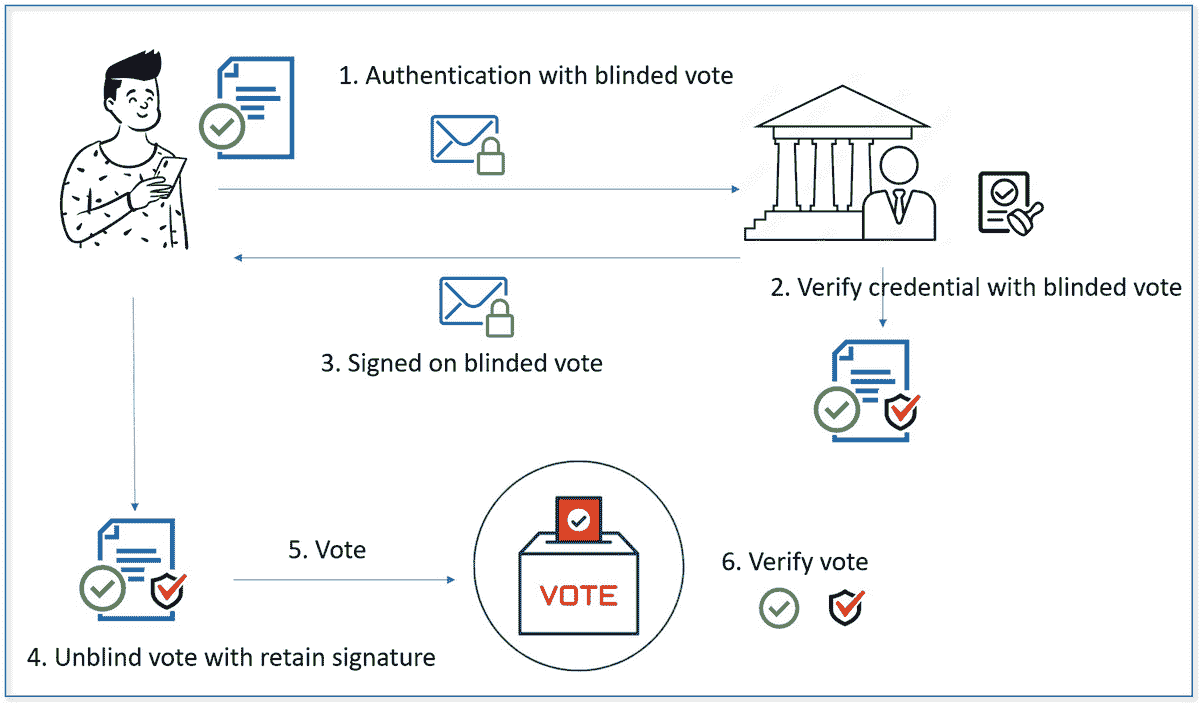 1. Authentication with blinded vote
2. Verify credential with blinded vote
3. Signed on blinded vote
VOTE
5. Vote
6. Verify vote
4. Unblind vote with retain signature